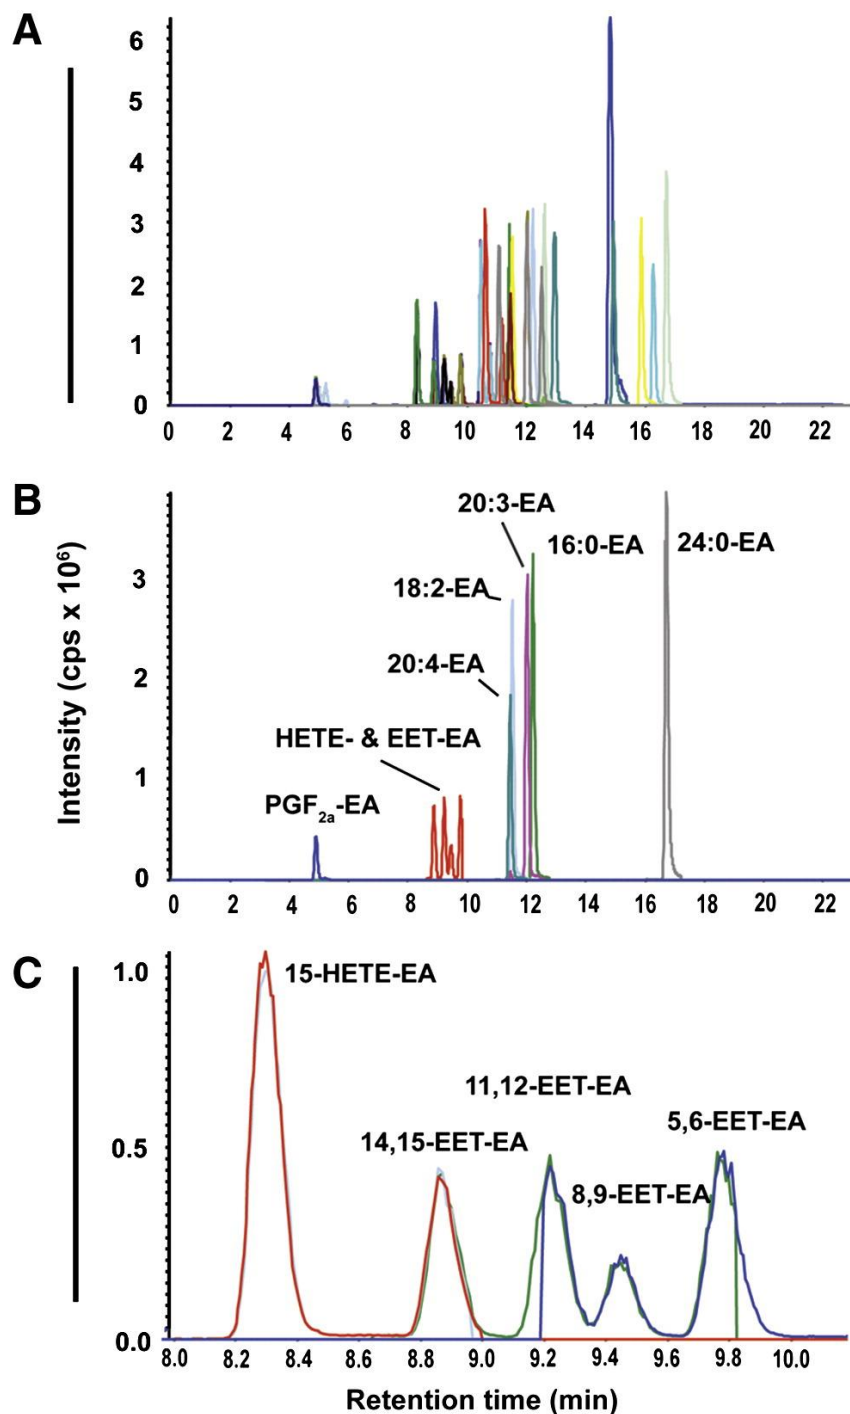 A
6
5
4
3
2
1
0
0 2 4 6 8 10 12 14 16 18 20 22
B
20:3-EA
16:0-EA 24:0-EA
18:2-EA
20:4-EA
HETE- & EET-EA
PGF2a-EA
3
2
1
0
0 2 4 6 8 10 12 14 16 18 20 22
Intensity (cps x 10⁶)
C
1.0
0.5
0.0
15-HETE-EA
11,12-EET-EA
14,15-EET-EA
5,6-EET-EA
8,9-EET-EA
8.0 8.2 8.4 8.6 8.8 9.0 9.2 9.4 9.6 9.8 10.0
Retention time (min)